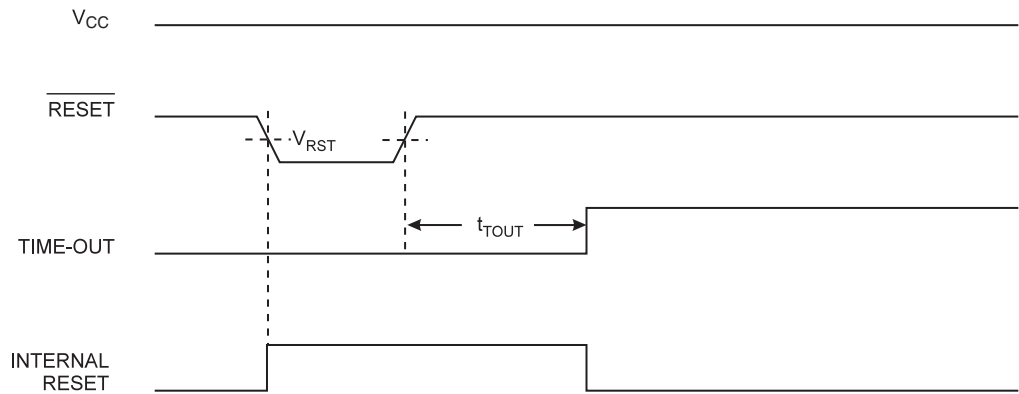 VCC
RESET
VRST
tTOUT
TIME-OUT
INTERNAL
RESET